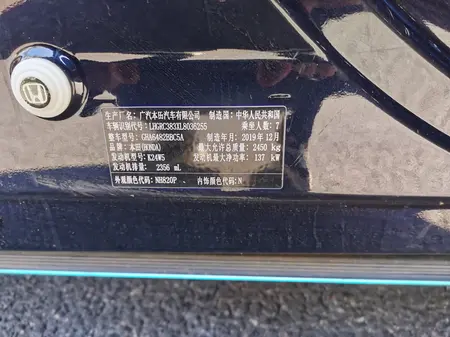 生产厂名：广汽本田汽车有限公司 制造国：中华人民共和国
车辆识别代号：LHGRC383XL8036255 乘坐人数：7
整车型号：GHA6482BBC5A 制造年月：2019年12月
品牌：本田(HONDA) 最大允许总质量：2450 kg
发动机型号：K24W5 发动机最大净功率：137 kW
发动机排量：2356 mL
外观颜色代码：NH820P、 内饰颜色代码：N